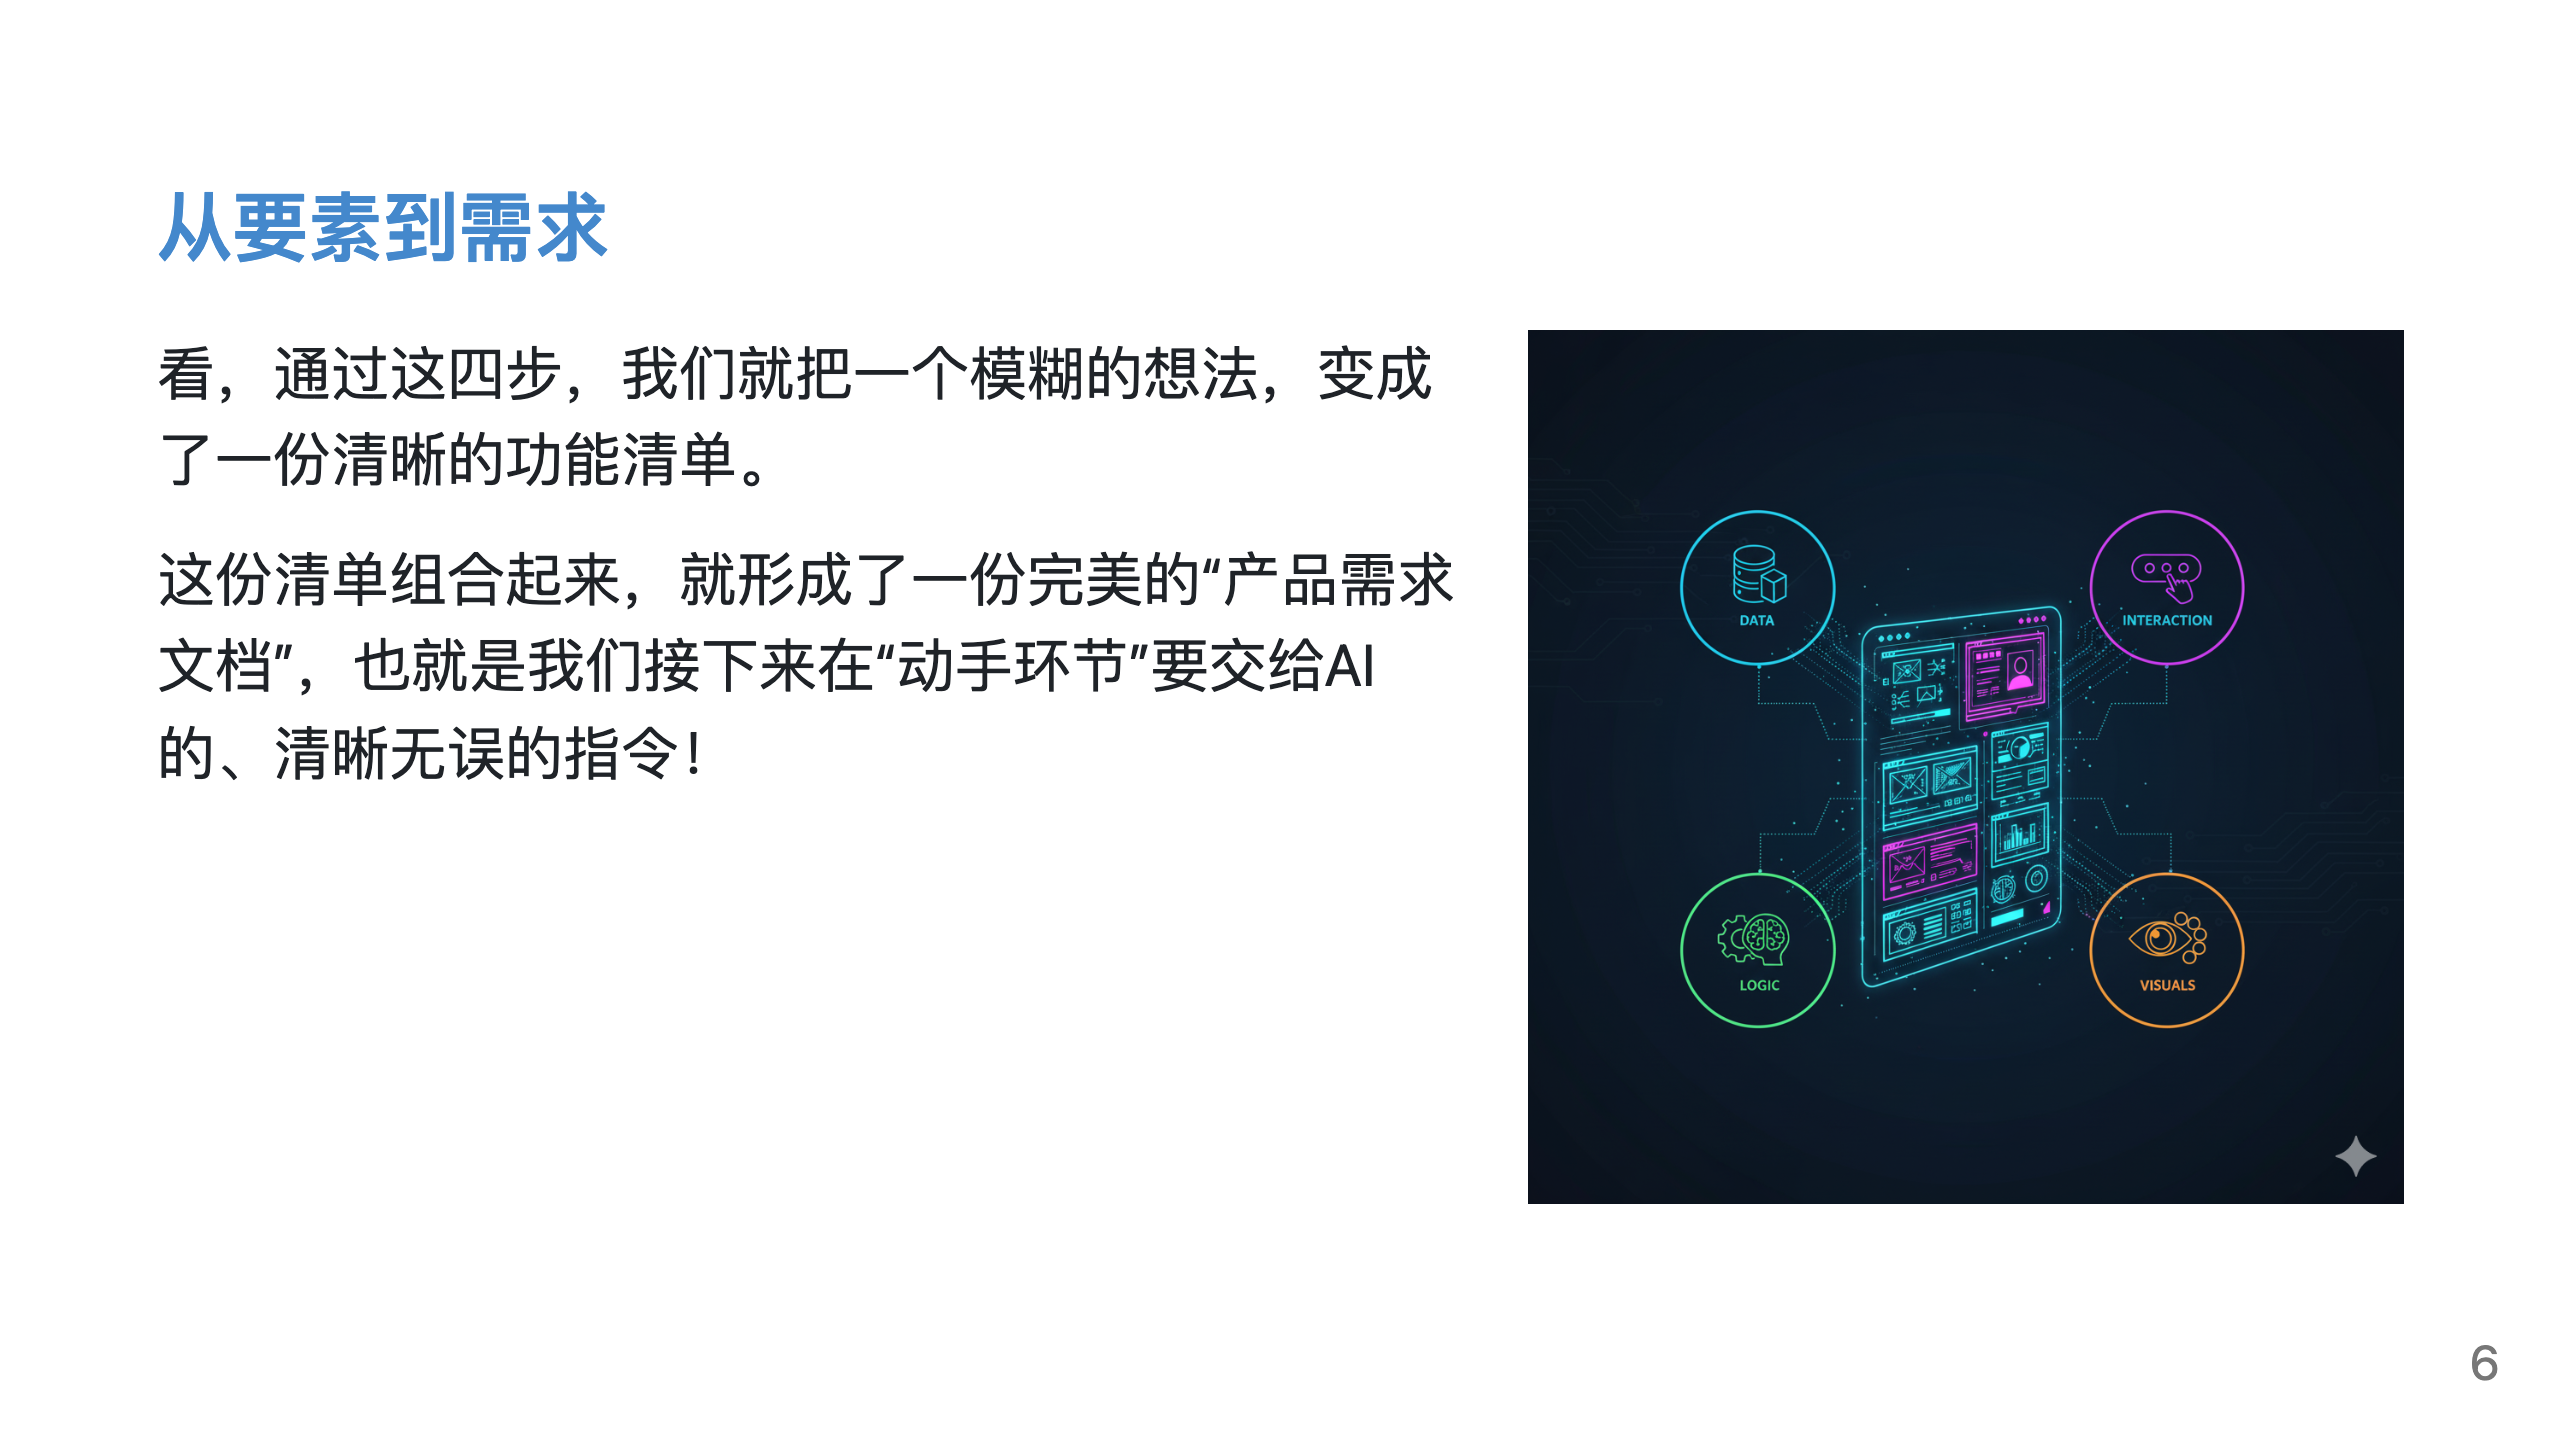 从要素到需求
看，通过这四步，我们就把一个模糊的想法，变成
了一份清晰的功能清单。
这份清单组合起来，就形成了一份完美的“产品需求
文档”，也就是我们接下来在“动手环节”要交给AI
的、清晰无误的指令！
DATA
INTERACTION
LOGIC
VISUALS
6